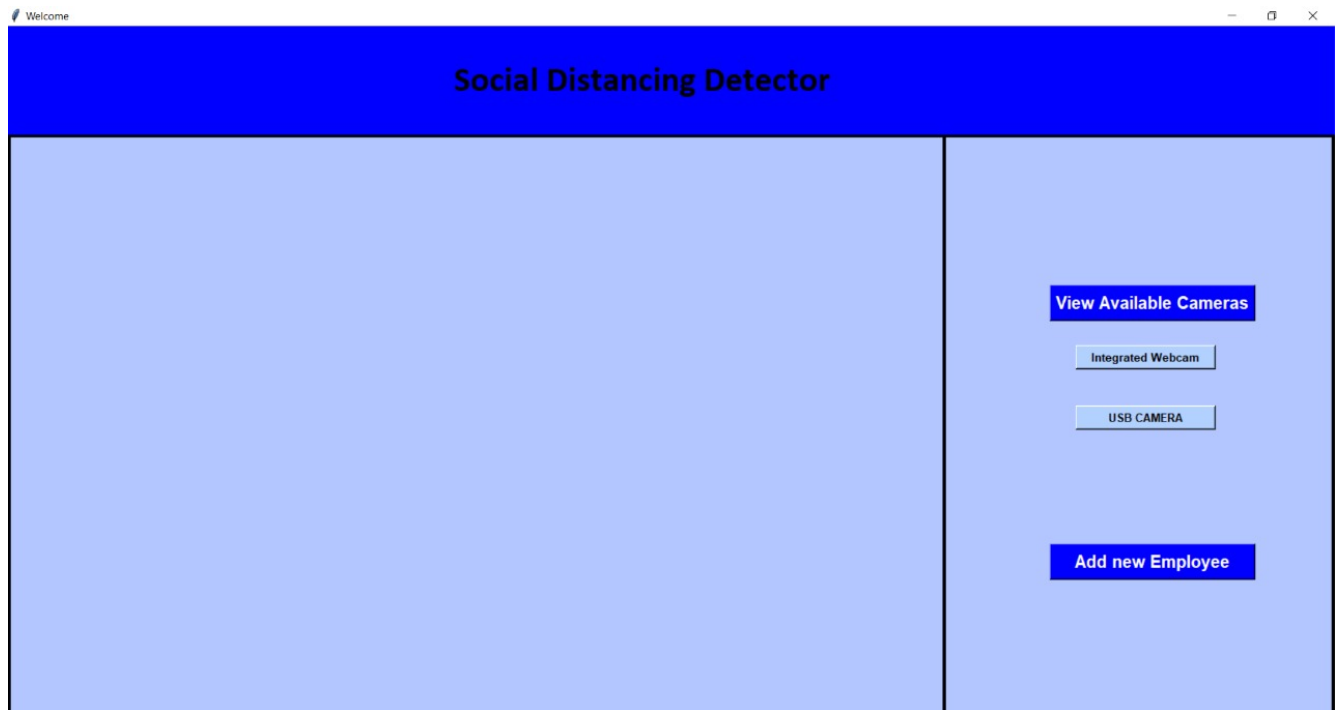 Welcome
Social Distancing Detector
View Available Cameras
Integrated Webcam
USB CAMERA
Add new Employee